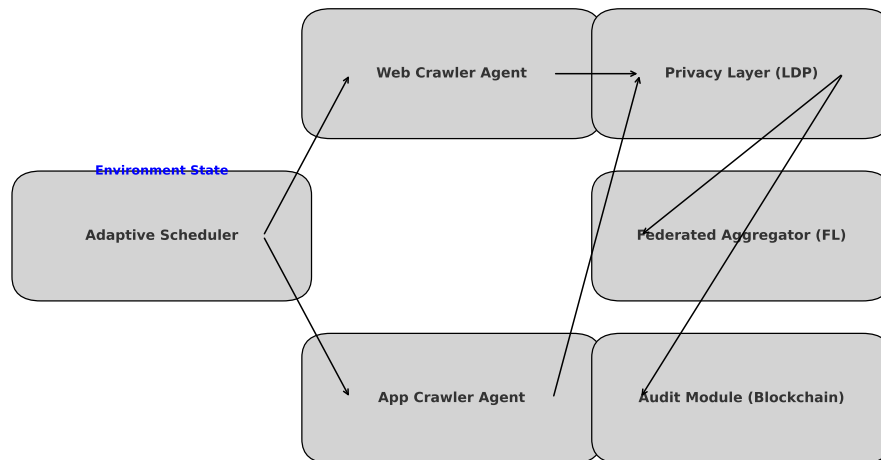 Web Crawler Agent
Privacy Layer (LDP)
Environment State
Adaptive Scheduler
Federated Aggregator (FL)
App Crawler Agent
Audit Module (Blockchain)